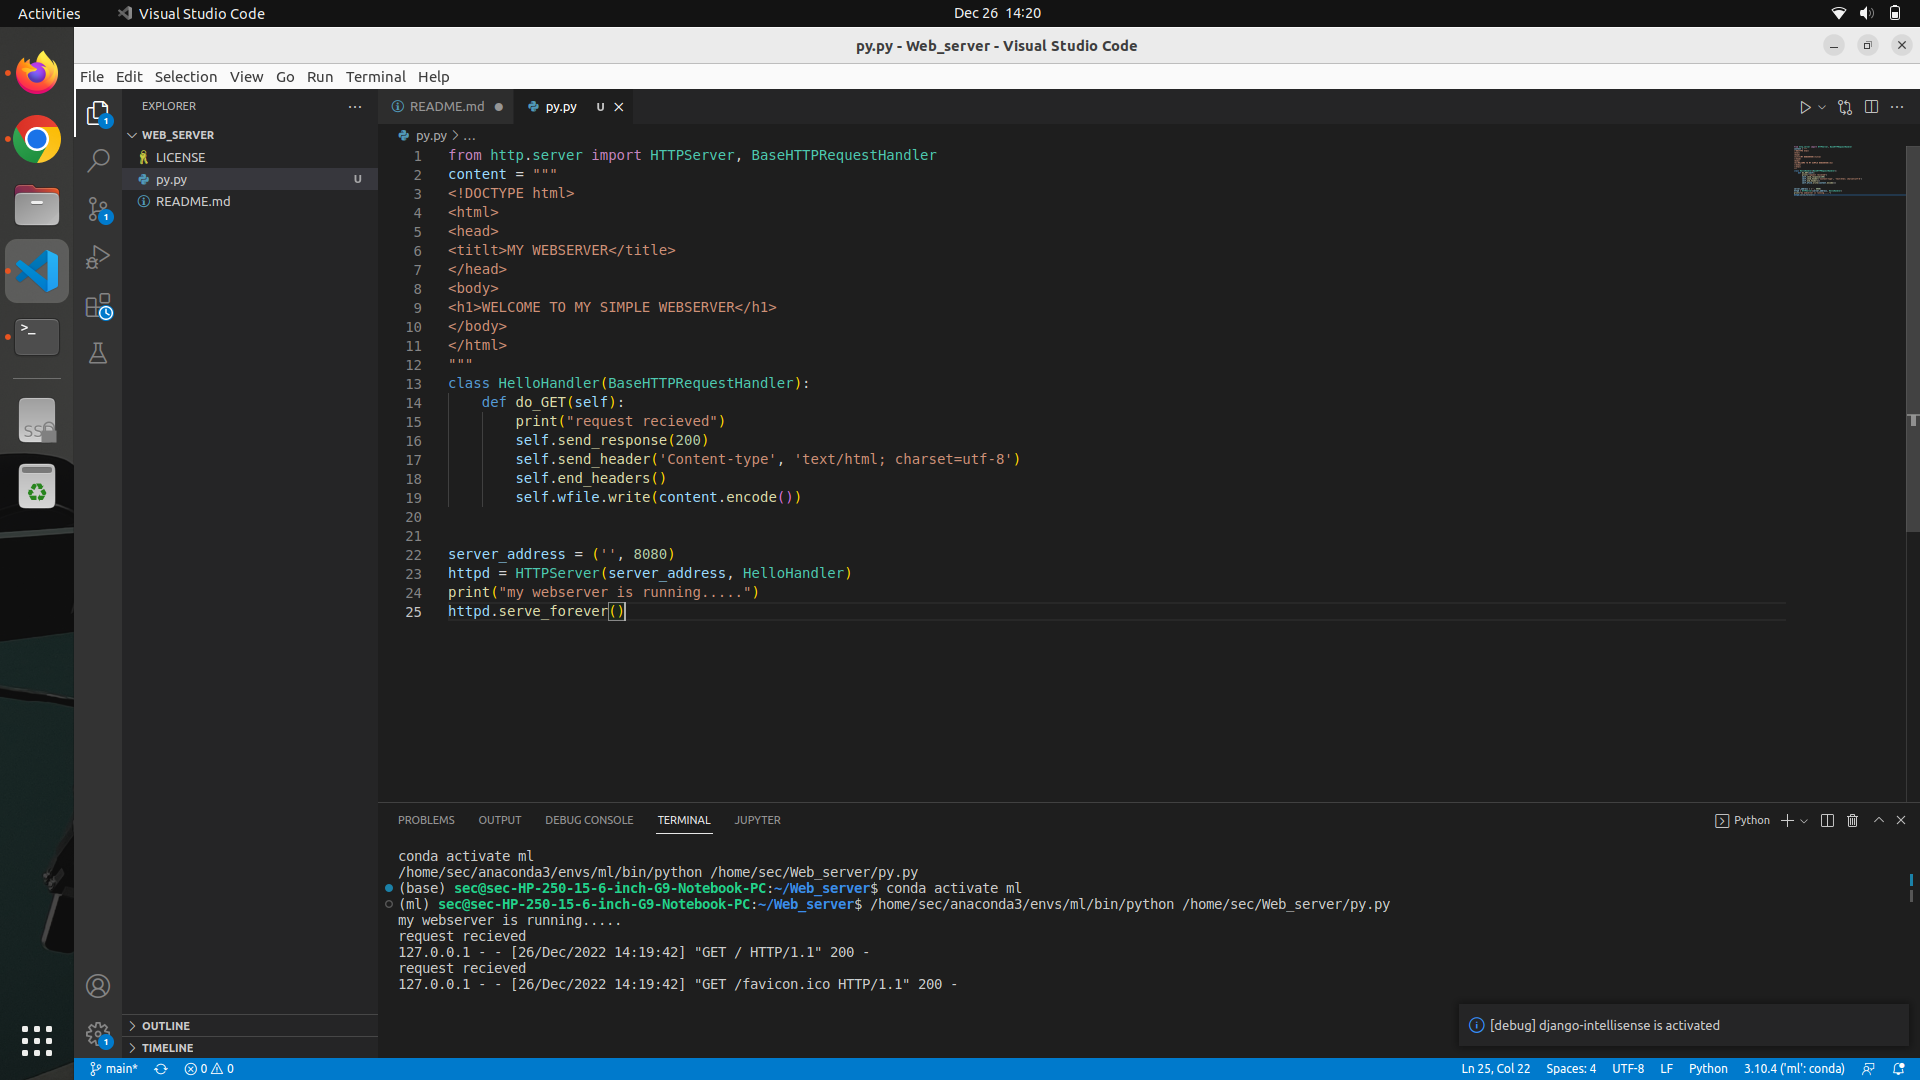 Activities
Visual Studio Code
Dec 26 14:20
py.py - Web_server - Visual Studio Code
File Edit Selection View Go Run Terminal Help
EXPLORER
WEB_SERVER
LICENSE
py.py U
README.md
README.md
py.py U
py.py > ...
1 from http.server import HTTPServer, BaseHTTPRequestHandler
2 content = """
3 <!DOCTYPE html>
4 <html>
5 <head>
6 <titlt>MY WEBSERVER</title>
7 </head>
8 <body>
9 <h1>WELCOME TO MY SIMPLE WEBSERVER</h1>
10 </body>
11 </html>
12 """
13 class HelloHandler(BaseHTTPRequestHandler):
14     def do_GET(self):
15         print("request recieved")
16         self.send_response(200)
17         self.send_header('Content-type', 'text/html; charset=utf-8')
18         self.end_headers()
19         self.wfile.write(content.encode())
20
21
22 server_address = ('', 8080)
23 httpd = HTTPServer(server_address, HelloHandler)
24 print("my webserver is running.....")
25 httpd.serve_forever()
PROBLEMS OUTPUT DEBUG CONSOLE TERMINAL JUPYTER
Python
conda activate ml
/home/sec/anaconda3/envs/ml/bin/python /home/sec/Web_server/py.py
(base) sec@sec-HP-250-15-6-inch-G9-Notebook-PC:~/Web_server$ conda activate ml
(ml) sec@sec-HP-250-15-6-inch-G9-Notebook-PC:~/Web_server$ /home/sec/anaconda3/envs/ml/bin/python /home/sec/Web_server/py.py
my webserver is running.....
request recieved
127.0.0.1 - - [26/Dec/2022 14:19:42] "GET / HTTP/1.1" 200 -
request recieved
127.0.0.1 - - [26/Dec/2022 14:19:42] "GET /favicon.ico HTTP/1.1" 200 -
[debug] django-intellisense is activated
OUTLINE
TIMELINE
main* 0 0
Ln 25, Col 22 Spaces: 4 UTF-8 LF Python 3.10.4 ('ml': conda)